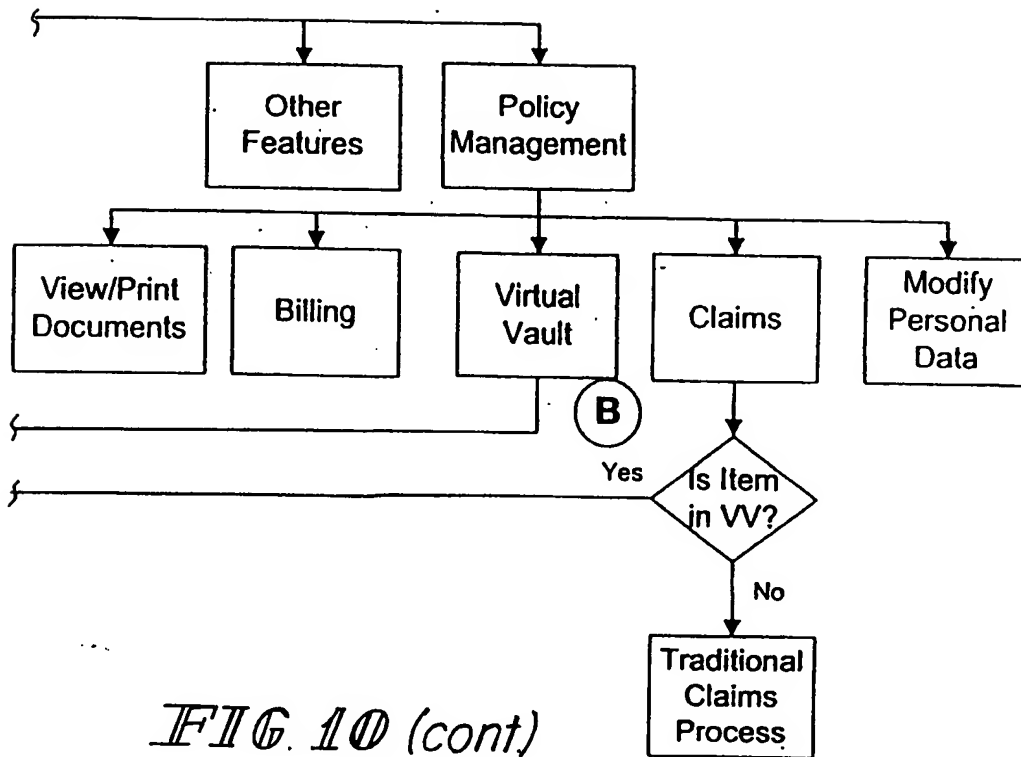 Other
Features
Policy
Management
View/Print
Documents
Billing
Virtual
Vault
Claims
Modify
Personal
Data
B
Yes
Is Item
in VV?
No
Traditional
Claims
Process
FIG. 10 (cont.)